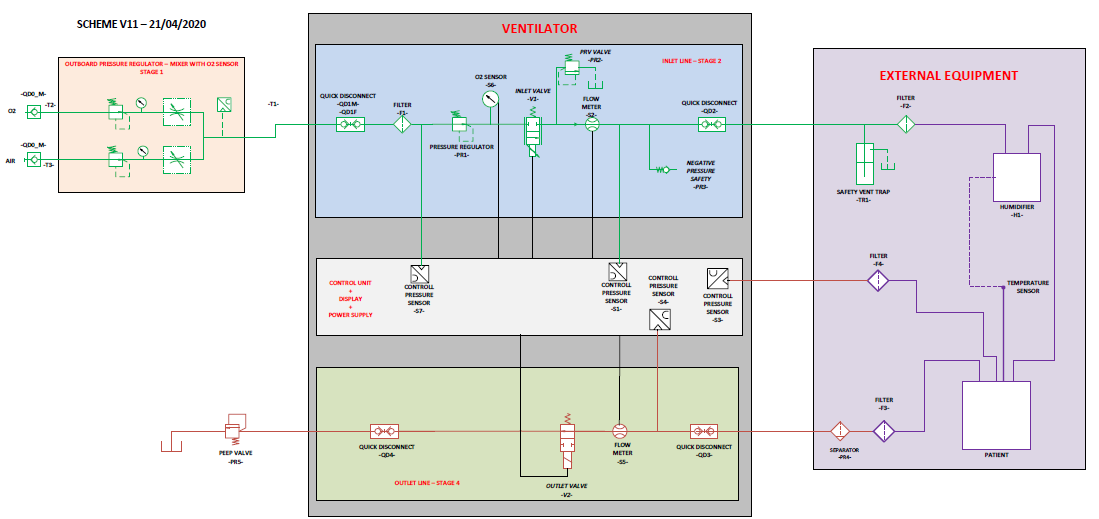 SCHEME V11 – 21/04/2020
OUTBOARD PRESSURE REGULATOR – MIXER WITH O2 SENSOR
STAGE 1
-QD0_M-
-T2-
O2
-QD0_M-
AIR
-T3-
-T1-
VENTILATOR
INLET LINE – STAGE 2
PRV VALVE
-PR2-
O2 SENSOR
-S6-
INLET VALVE
-V1-
QUICK DISCONNECT
-QD1M-
-QD1F
FILTER
-F1-
FLOW
METER
-S2-
QUICK DISCONNECT
-QD2-
PRESSURE REGULATOR
-PR1-
NEGATIVE
PRESSURE
SAFETY
-PR3-
CONTROL UNIT
+
DISPLAY
+
POWER SUPPLY
CONTROLL
PRESSURE
SENSOR
-S7-
CONTROLL
PRESSURE
SENSOR
-S1-
CONTROLL
PRESSURE
SENSOR
-S4-
CONTROLL
PRESSURE
SENSOR
-S3-
PEEP VALVE
-PR5-
QUICK DISCONNECT
-QD4-
FLOW
METER
-S5-
QUICK DISCONNECT
-QD3-
OUTLET VALVE
-V2-
OUTLET LINE – STAGE 4
EXTERNAL EQUIPMENT
FILTER
-F2-
SAFETY VENT TRAP
-TR1-
HUMIDIFIER
-H1-
FILTER
-F4-
TEMPERATURE
SENSOR
FILTER
-F3-
SEPARATOR
-PR4-
PATIENT